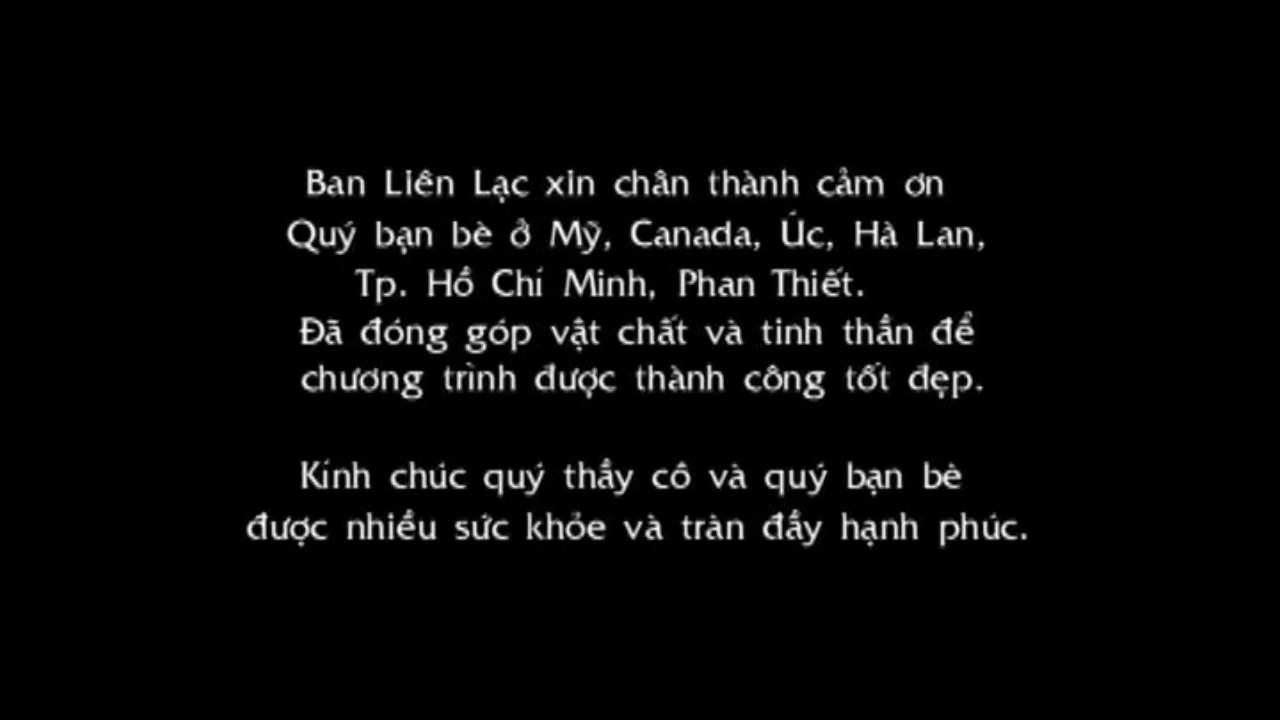 Ban Liên Lạc xin chân thành cảm ơn
Quý bạn bè ở Mỹ, Canada, Úc, Hà Lan,
Tp. Hồ Chí Minh, Phan Thiết.
Đã đóng góp vật chất và tinh thần để
chương trình được thành công tốt đẹp.
Kính chúc quý thầy cô và quý bạn bè
được nhiều sức khỏe và tràn đầy hạnh phúc.